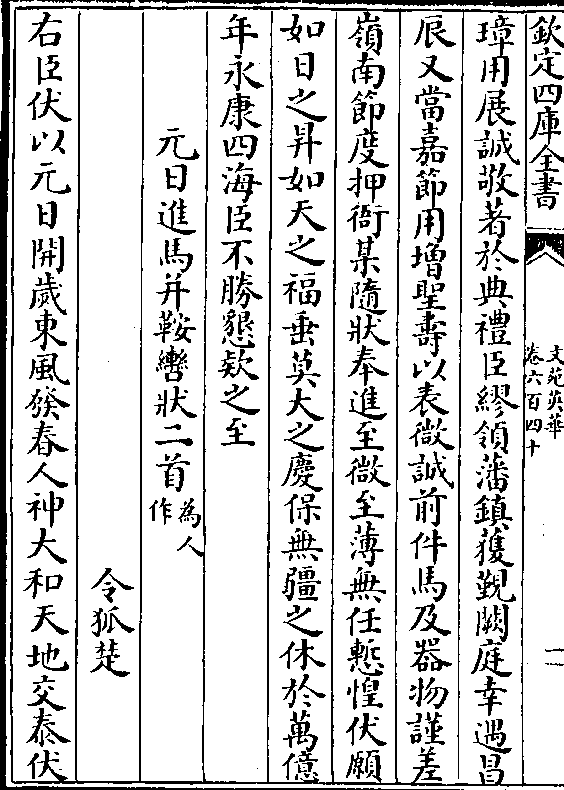 欽定四庫全書
文苑英華
卷六百四十
二
璋用展誠敬著於典禮臣繆領藩鎮獲覲闕庭幸遇昌
辰又當嘉節用增聖壽以表微誠前件馬及器物謹差
嶺南節度押衙某隨狀奉進至微至薄無任慙惶伏願
如日之昇如天之福垂莫大之慶保無疆之休於萬億
年永康四海臣不勝懇欵之至
元日進馬并鞍轡狀二首為人作
令狐楚
右臣伏以元日開歲東風發春人神大和天地交泰伏